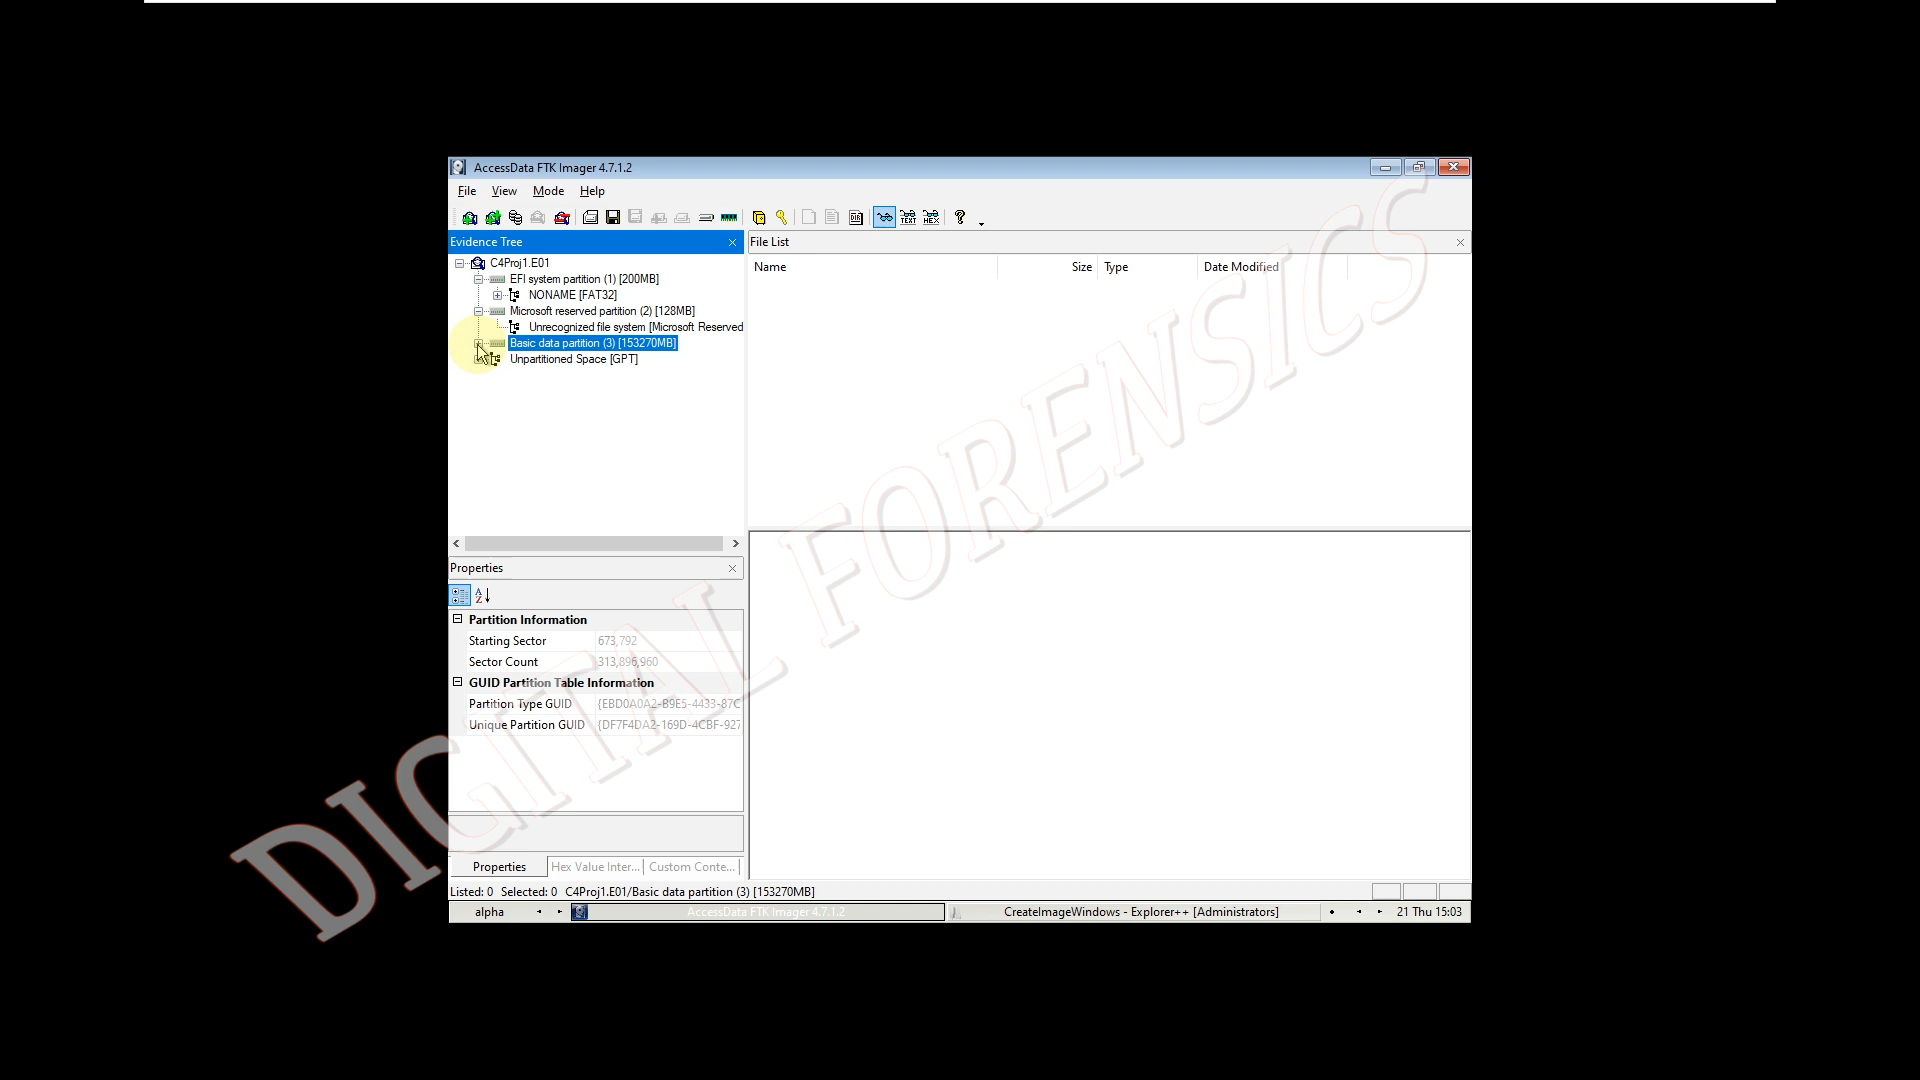 AccessData FTK Imager 4.7.1.2
File View Mode Help
Evidence Tree
File List
C4Proj1.E01
EFI system partition (1) [200MB]
NONAME [FAT32]
Microsoft reserved partition (2) [128MB]
Unrecognized file system [Microsoft Reserved
Basic data partition (3) [153270MB]
Unpartitioned Space [GPT]
Name Size Type Date Modified
Properties
Partition Information
Starting Sector 673,792
Sector Count 313,896,960
GUID Partition Table Information
Partition Type GUID {EBD0A0A2-B9E5-4433-87C
Unique Partition GUID {DF7F4DA2-169D-4CBF-927
Properties Hex Value Inter... Custom Conte...
Listed: 0 Selected: 0 C4Proj1.E01/Basic data partition (3) [153270MB]
alpha AccessData FTK Imager 4.7.1.2 CreateImageWindows - Explorer++ [Administrators] 21 Thu 15:03
DIGITAL FORENSICS